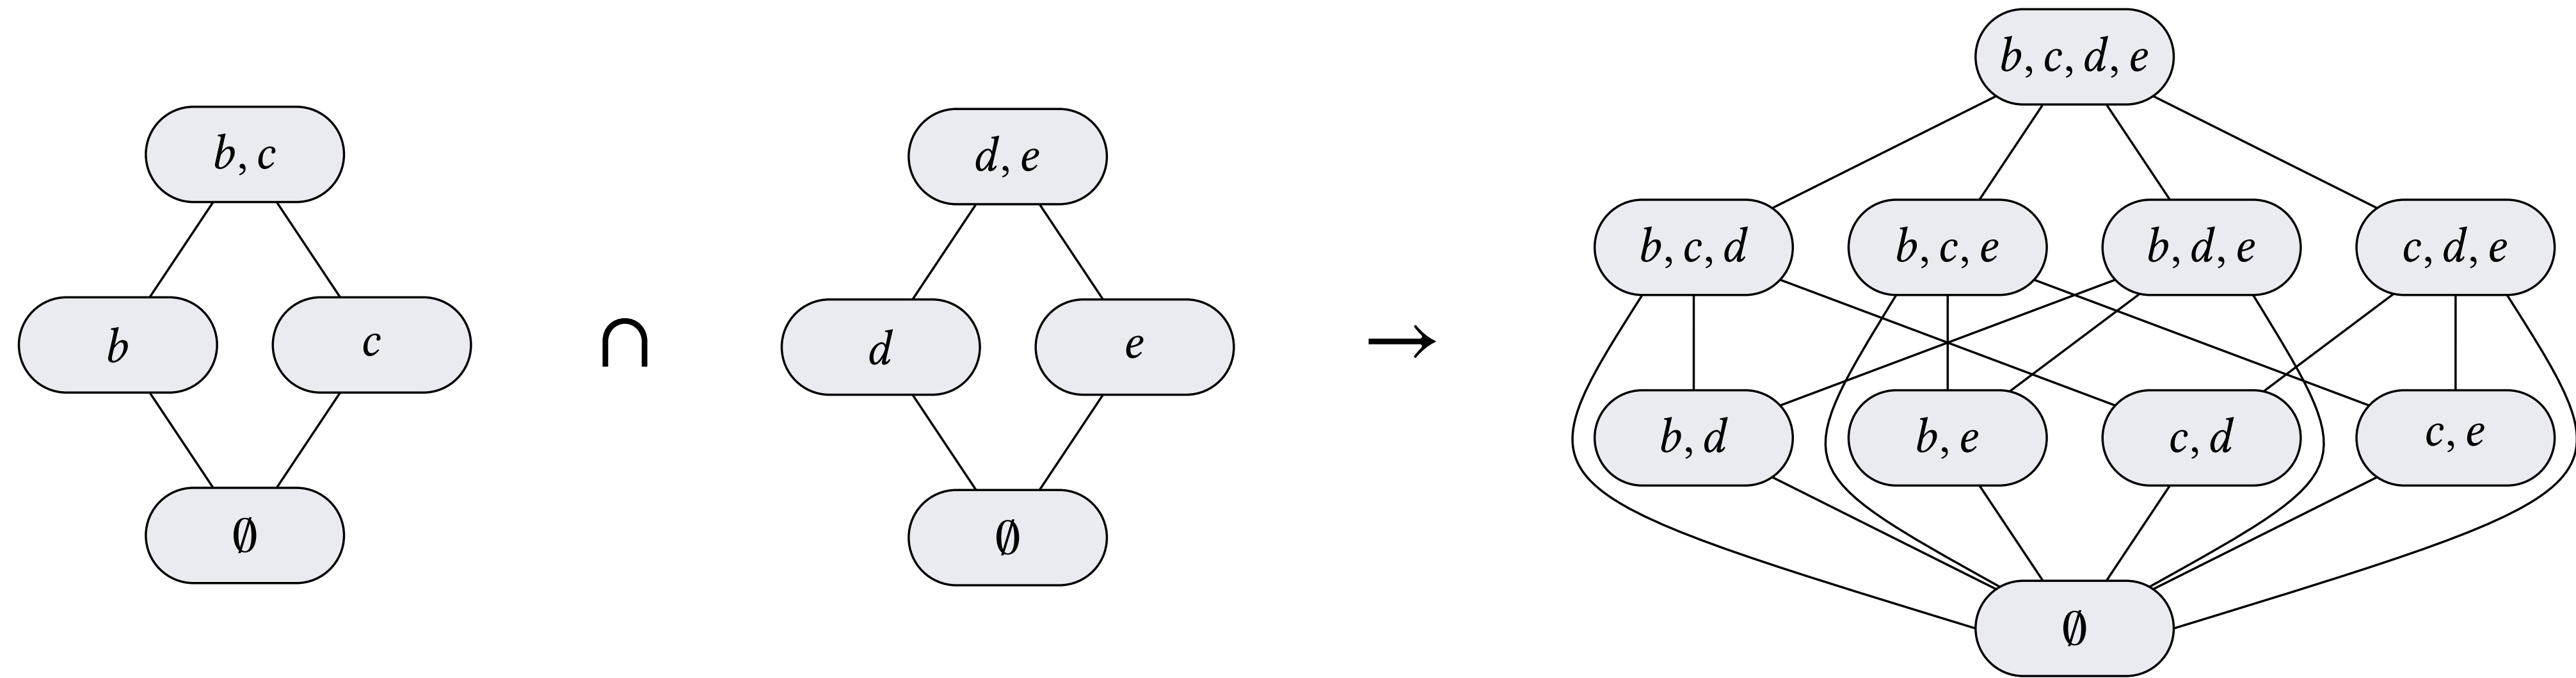 b, c
b
c
∅
∩
d, e
d
e
∅
→
b, c, d, e
b, c, d
b, c, e
b, d, e
c, d, e
b, d
b, e
c, d
c, e
∅